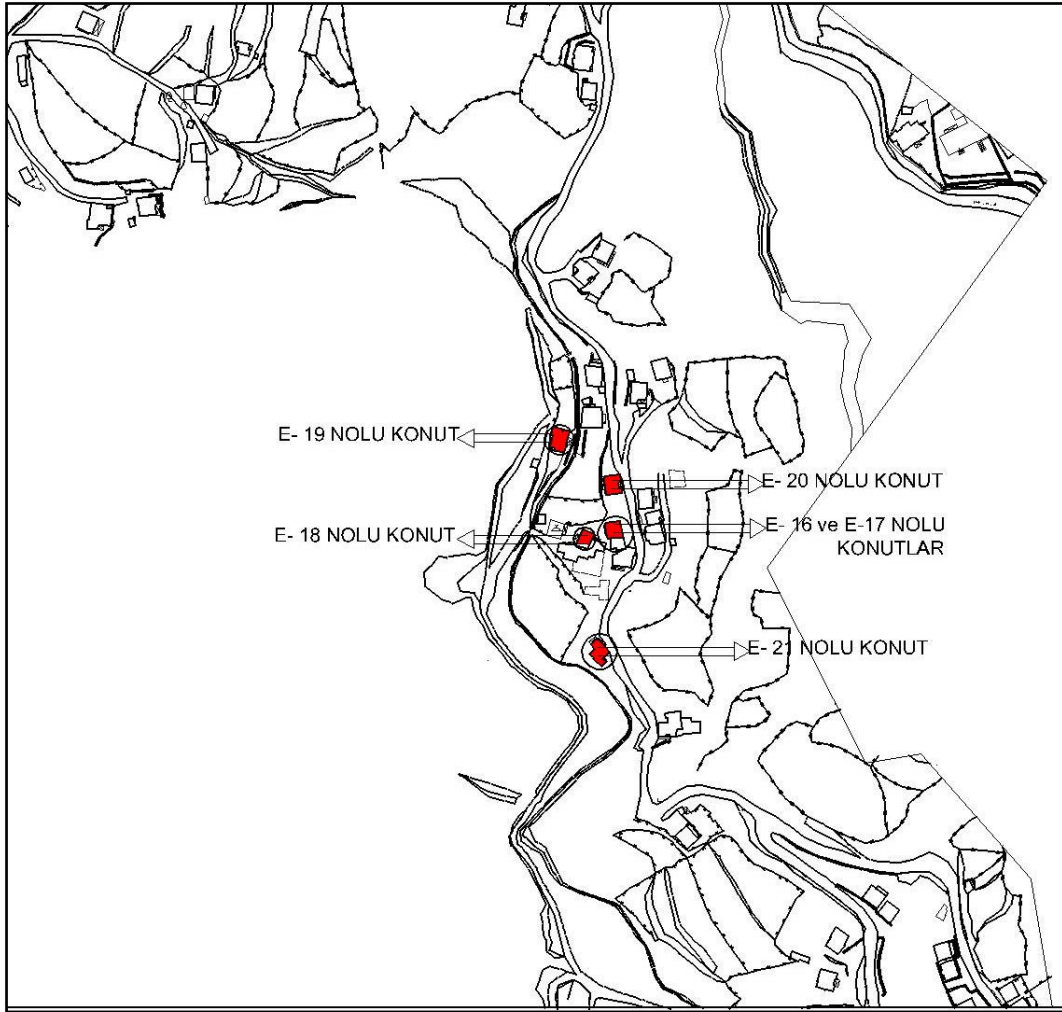 E- 19 NOLU KONUT
E- 20 NOLU KONUT
E- 18 NOLU KONUT
E- 16 ve E-17 NOLU
KONUTLAR
E- 21 NOLU KONUT